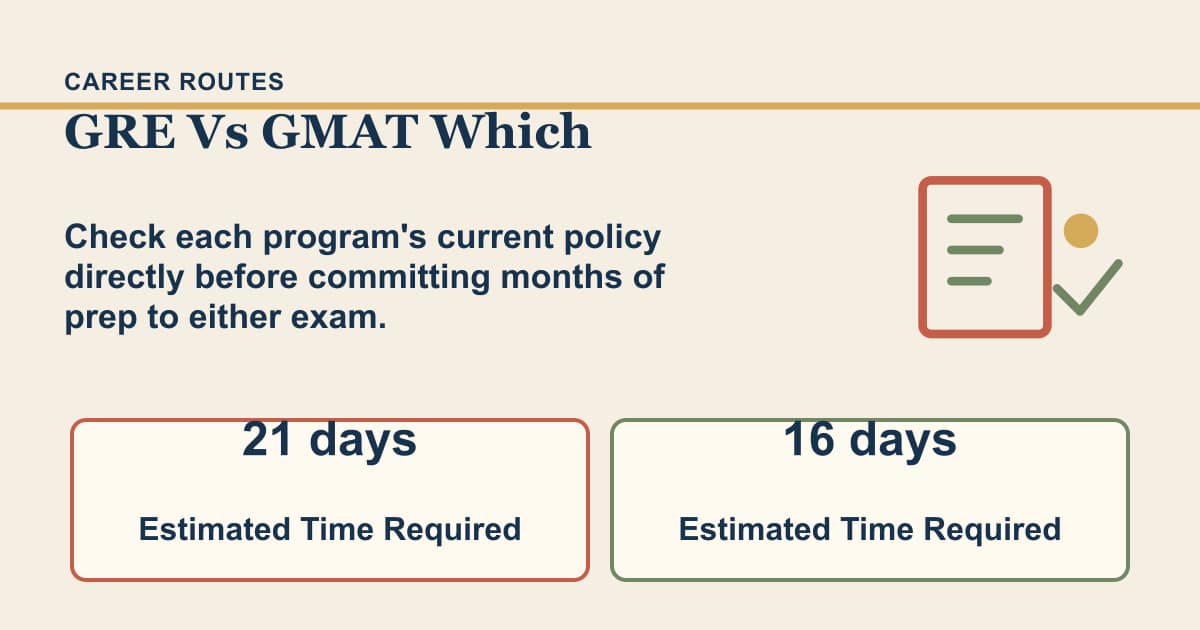 CAREER ROUTES
GRE Vs GMAT Which
Check each program's current policy
directly before committing months of
prep to either exam.
21 days
Estimated Time Required
16 days
Estimated Time Required